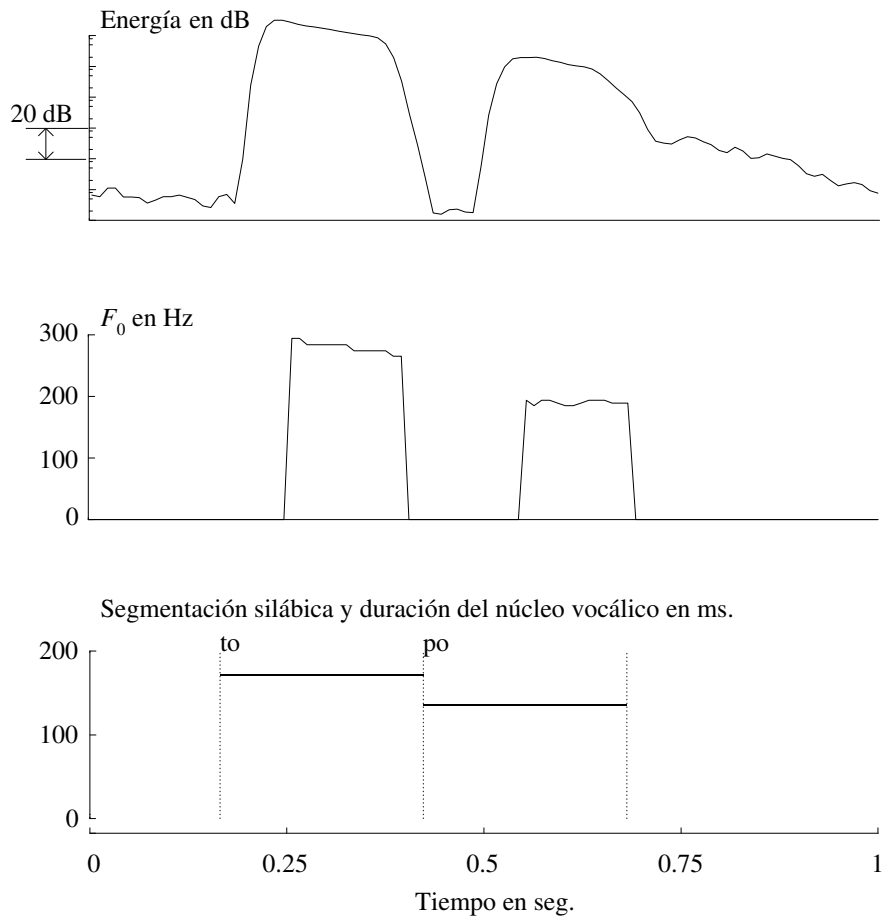 Energía en dB
20 dB
F0 en Hz
300
200
100
0
Segmentación silábica y duración del núcleo vocálico en ms.
to po
200
100
0
0 0.25 0.5 0.75 1
Tiempo en seg.